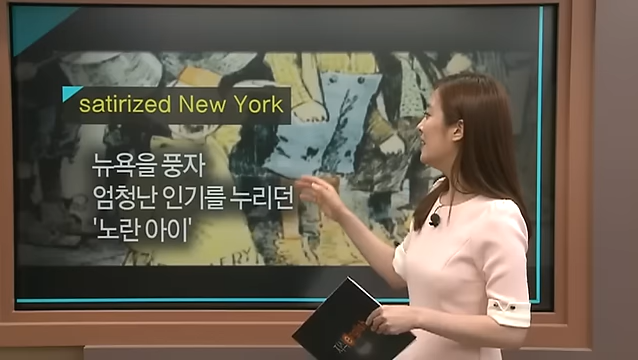 satirized New York
뉴욕을 풍자
엄청난 인기를 누리던
'노란 아이'